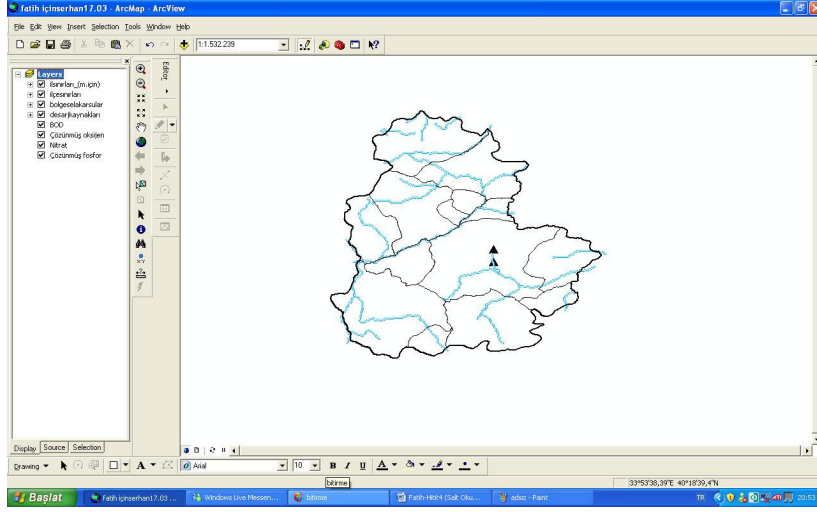 fatih içinserhan17.03 - ArcMap - ArcView
File Edit View Insert Selection Tools Window Help
1:1.532.239
Editor
Layers
ilsınırları_(m.için)
ilçesınırları
bolgeselakarsular
desarjkaynakları
BOD
Çözünmüş oksijen
Nitrat
Çözünmüş fosfor
Display Source Selection
Drawing A Arial 10 B I U A
bitirme
33°53'38,39"E 40°18'39,4"N
Başlat fatih içinserhan17.03 ... Windows Live Messen... bitirme Fatih-Hitit4 (Salt Oku... adsız - Paint TR 20:53